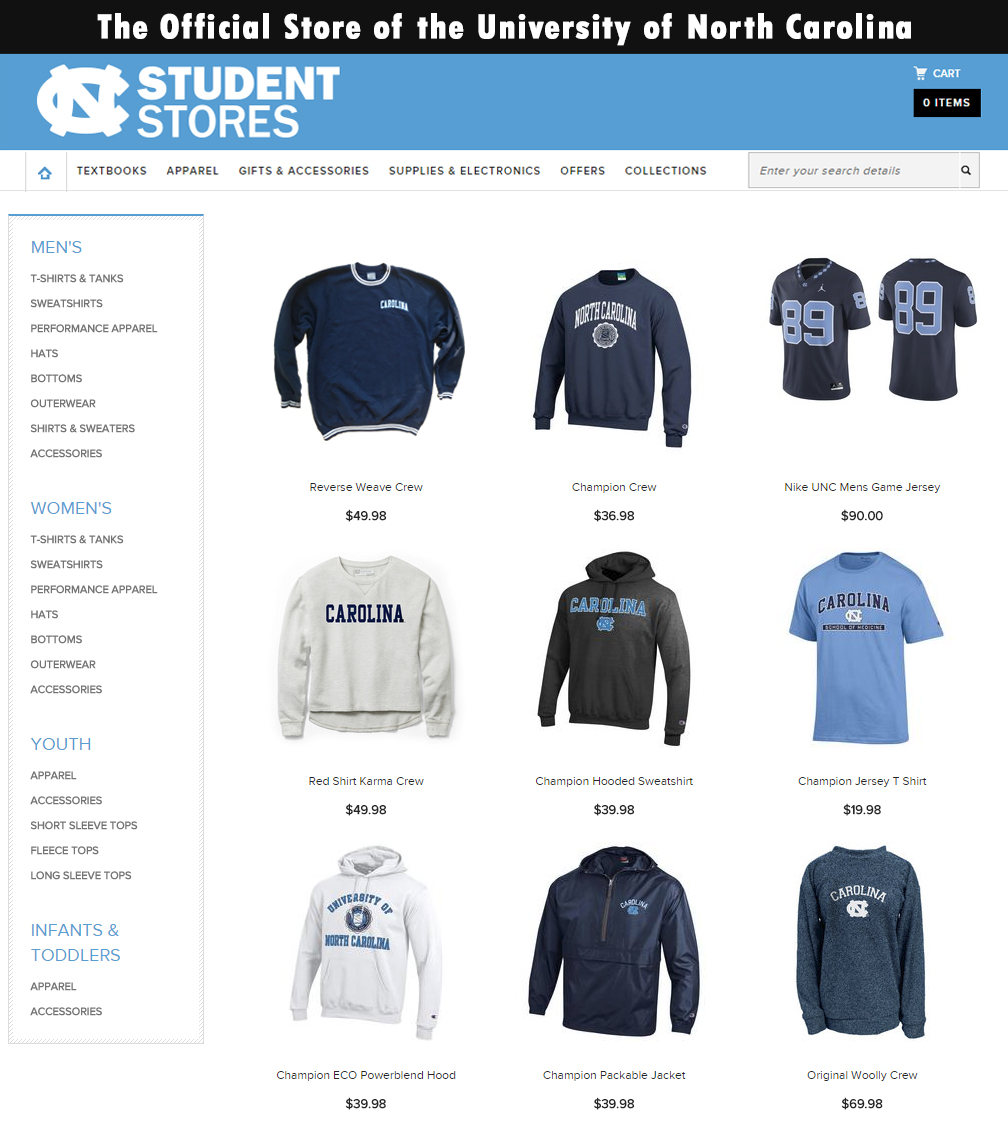 The Official Store of the University of North Carolina
NC STUDENT
STORES
CART
0 ITEMS
TEXTBOOKS APPAREL GIFTS & ACCESSORIES SUPPLIES & ELECTRONICS OFFERS COLLECTIONS Enter your search details
MEN'S
T-SHIRTS & TANKS
SWEATSHIRTS
PERFORMANCE APPAREL
HATS
BOTTOMS
OUTERWEAR
SHIRTS & SWEATERS
ACCESSORIES
WOMEN'S
T-SHIRTS & TANKS
SWEATSHIRTS
PERFORMANCE APPAREL
HATS
BOTTOMS
OUTERWEAR
ACCESSORIES
YOUTH
APPAREL
ACCESSORIES
SHORT SLEEVE TOPS
FLEECE TOPS
LONG SLEEVE TOPS
INFANTS &
TODDLERS
APPAREL
ACCESSORIES
CAROLINA
NORTH CAROLINA
89
89
89
Reverse Weave Crew
$49.98
Champion Crew
$36.98
Nike UNC Mens Game Jersey
$90.00
CAROLINA
CAROLINA
NC
CAROLINA
NC
SCHOOL OF MEDICINE
Red Shirt Karma Crew
$49.98
Champion Hooded Sweatshirt
$39.98
Champion Jersey T Shirt
$19.98
UNIVERSITY OF
NORTH CAROLINA
CAROLINA
NC
CAROLINA
NC
Champion ECO Powerblend Hood
$39.98
Champion Packable Jacket
$39.98
Original Woolly Crew
$69.98